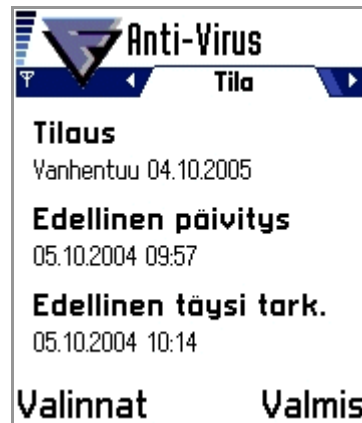 Anti-Virus
Tila
Tilaus
Vanhentuu 04.10.2005
Edellinen päivitys
05.10.2004 09:57
Edellinen täysi tark.
05.10.2004 10:14
Valinnat Valmis